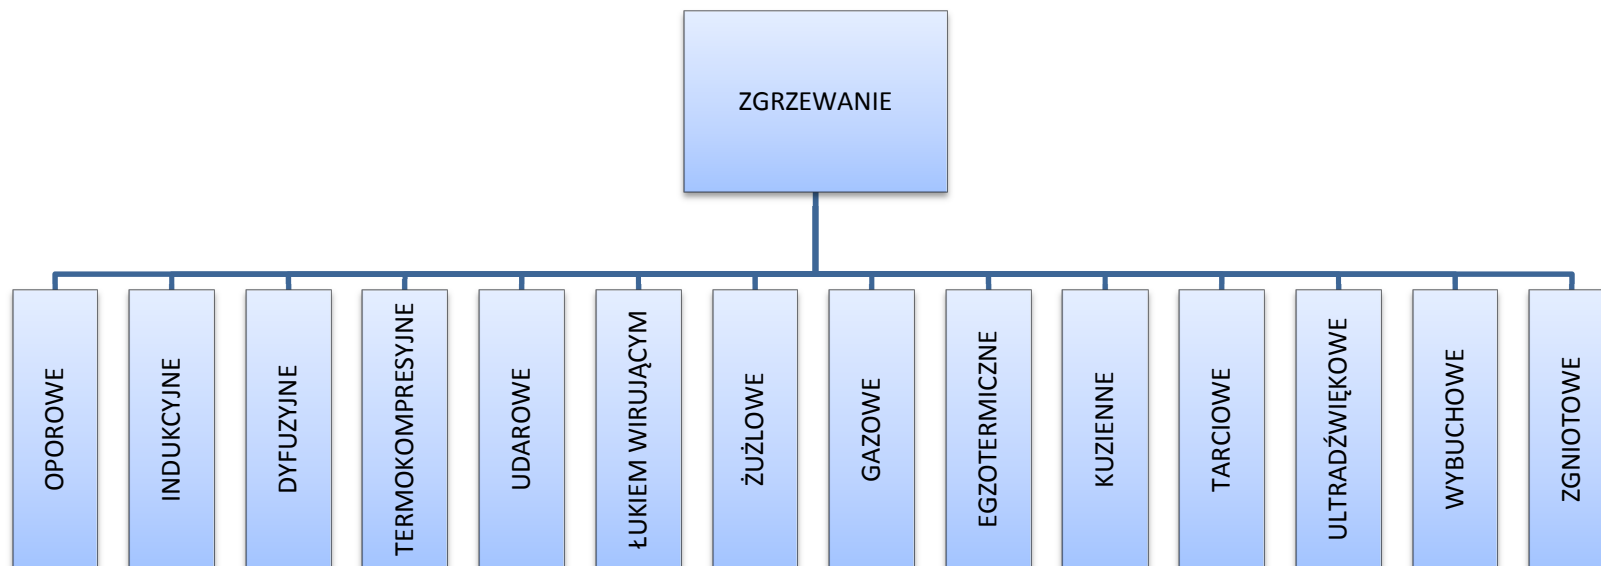 ZGRZEWANIE
OPOROWE
INDUKCYJNE
DYFUZYJNE
TERMOKOMPRESYJNE
UDAROWE
ŁUKIEM WIRUJĄCYM
ŻUŻLOWE
GAZOWE
EGZOTERMICZNE
KUZIENNE
TARCIOWE
ULTRADŹWIĘKOWE
WYBUCHOWE
ZGNIOTOWE